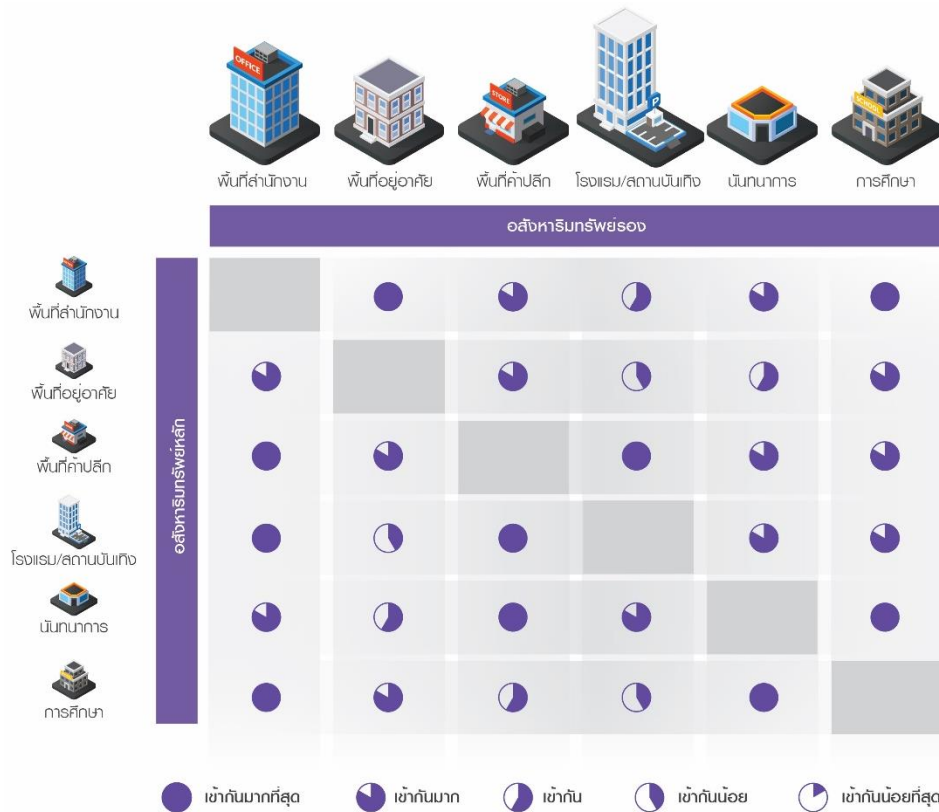 OFFICE
STORE
P
SCHOOL
พื้นที่สำนักงาน
พื้นที่อยู่อาศัย
พื้นที่ค้าปลีก
โรงแรม/สถานบันเทิง
นันทนาการ
การศึกษา
อสังหาริมทรัพย์รอง
อสังหาริมทรัพย์หลัก
พื้นที่สำนักงาน
พื้นที่อยู่อาศัย
พื้นที่ค้าปลีก
โรงแรม/สถานบันเทิง
นันทนาการ
การศึกษา
เข้ากันมากที่สุด
เข้ากันมาก
เข้ากัน
เข้ากันน้อย
เข้ากันน้อยที่สุด